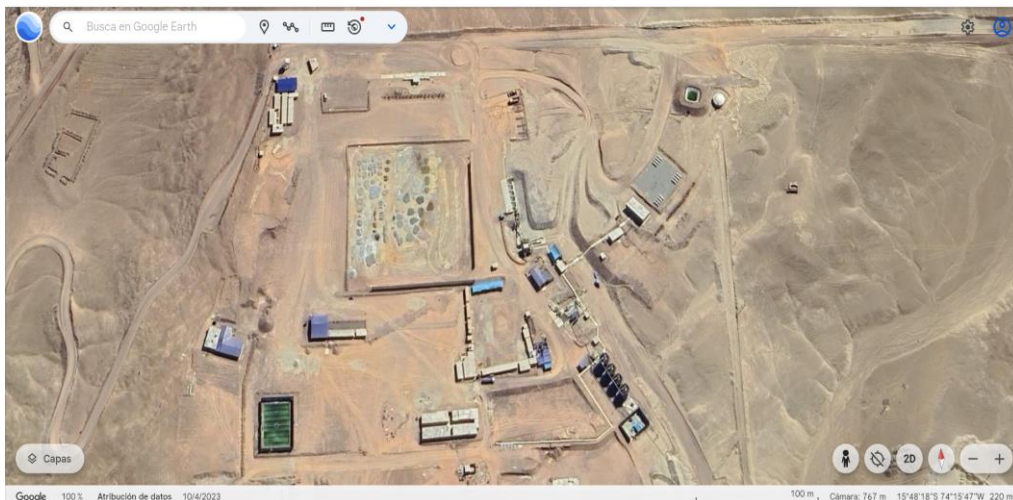 Busca en Google Earth
Capas
2D
Google 100 % Atribución de datos 10/4/2023
100 m Cámara: 767 m 15°48'18"S 74°15'47"W 220 m